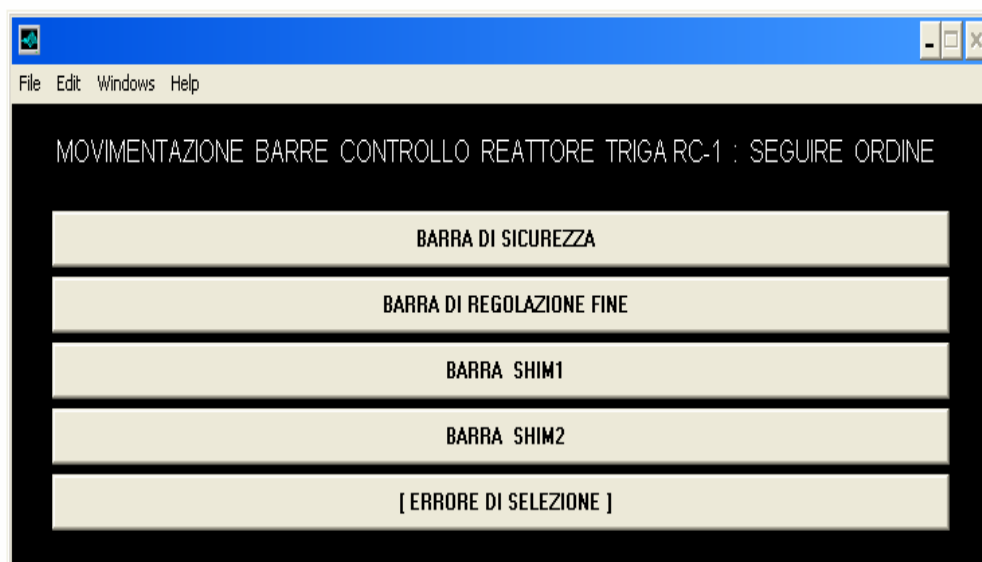 File Edit Windows Help
MOVIMENTAZIONE BARRE CONTROLLO REATTORE TRIGA RC-1 : SEGUIRE ORDINE
BARRA DI SICUREZZA
BARRA DI REGOLAZIONE FINE
BARRA SHIM1
BARRA SHIM2
[ ERRORE DI SELEZIONE ]